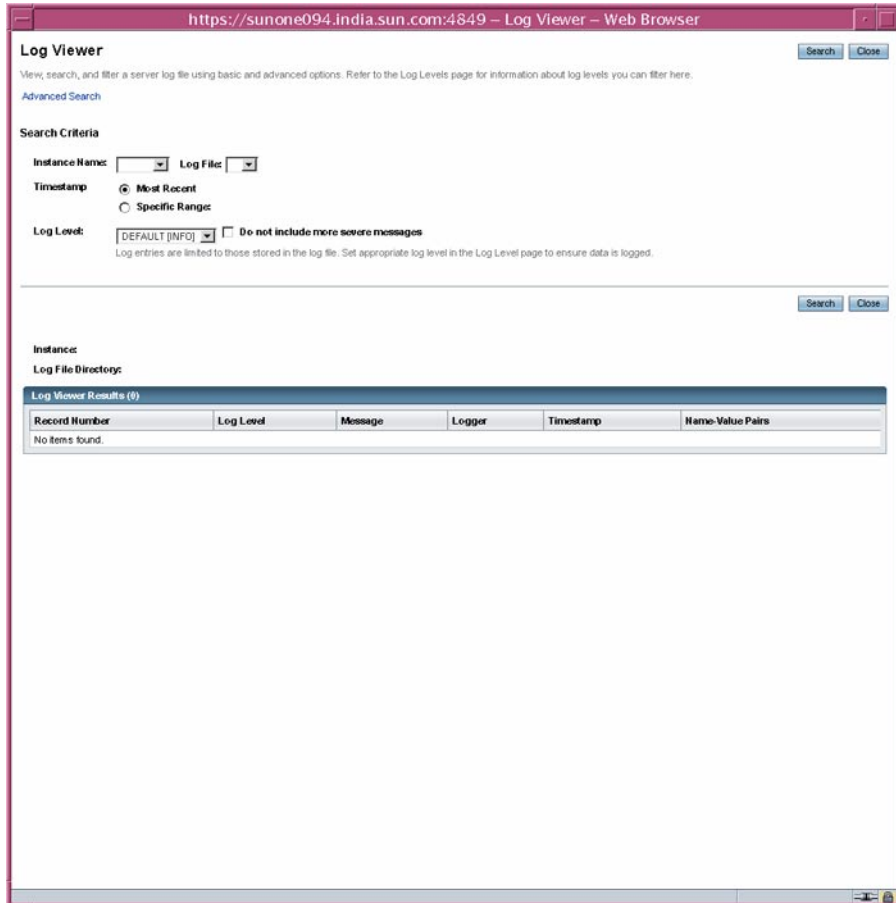 https://sunone094.india.sun.com:4849 – Log Viewer – Web Browser
Log Viewer
Search Close
View, search, and filter a server log file using basic and advanced options. Refer to the Log Levels page for information about log levels you can filter here.
Advanced Search
Search Criteria
Instance Name: Log File:
Timestamp Most Recent
Specific Range:
Log Level: DEFAULT [INFO] Do not include more severe messages
Log entries are limited to those stored in the log file. Set appropriate log level in the Log Level page to ensure data is logged.
Search Close
Instance:
Log File Directory:
Log Viewer Results (0)
Record Number Log Level Message Logger Timestamp Name-Value Pairs
No items found.